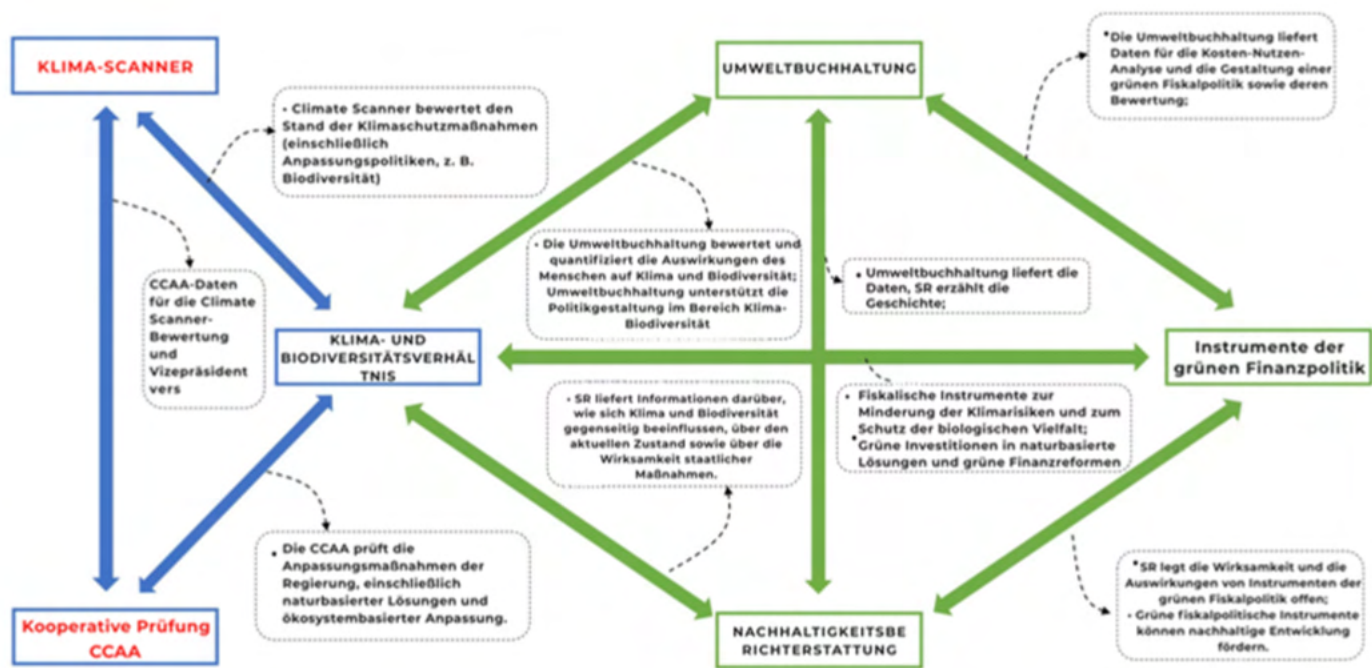 KLIMA-SCANNER
UMWELTBUCHHALTUNG
•Die Umweltbuchhaltung liefert
Daten für die Kosten-Nutzen-
Analyse und die Gestaltung einer
grünen Fiskalpolitik sowie deren
Bewertung;
• Climate Scanner bewertet den
Stand der Klimaschutzmaßnahmen
(einschließlich
Anpassungspolitiken, z. B.
Biodiversität)
• Die Umweltbuchhaltung bewertet und
quantifiziert die Auswirkungen des
Menschen auf Klima und Biodiversität;
Umweltbuchhaltung unterstützt die
Politikgestaltung im Bereich Klima-
Biodiversität
• Umweltbuchhaltung liefert die
Daten, SR erzählt die
Geschichte;
CCAA-Daten
für die Climate
Scanner-
Bewertung
und
Vizepräsident
vers
KLIMA- UND
BIODIVERSITÄTSVERHÄL
TNIS
Instrumente der
grünen Finanzpolitik
• SR liefert Informationen darüber,
wie sich Klima und Biodiversität
gegenseitig beeinflussen, über den
aktuellen Zustand sowie über die
Wirksamkeit staatlicher
Maßnahmen.
• Fiskalische Instrumente zur
Minderung der Klimarisiken und zum
Schutz der biologischen Vielfalt;
•Grüne Investitionen in naturbasierte
Lösungen und grüne Finanzreformen
• Die CCAA prüft die
Anpassungsmaßnahmen der
Regierung, einschließlich
naturbasierter Lösungen und
ökosystembasierter Anpassung.
•SR legt die Wirksamkeit und die
Auswirkungen von Instrumenten der
grünen Fiskalpolitik offen;
• Grüne fiskalpolitische Instrumente
können nachhaltige Entwicklung
fördern.
Kooperative Prüfung
CCAA
NACHHALTIGKEITSBE
RICHTERSTATTUNG